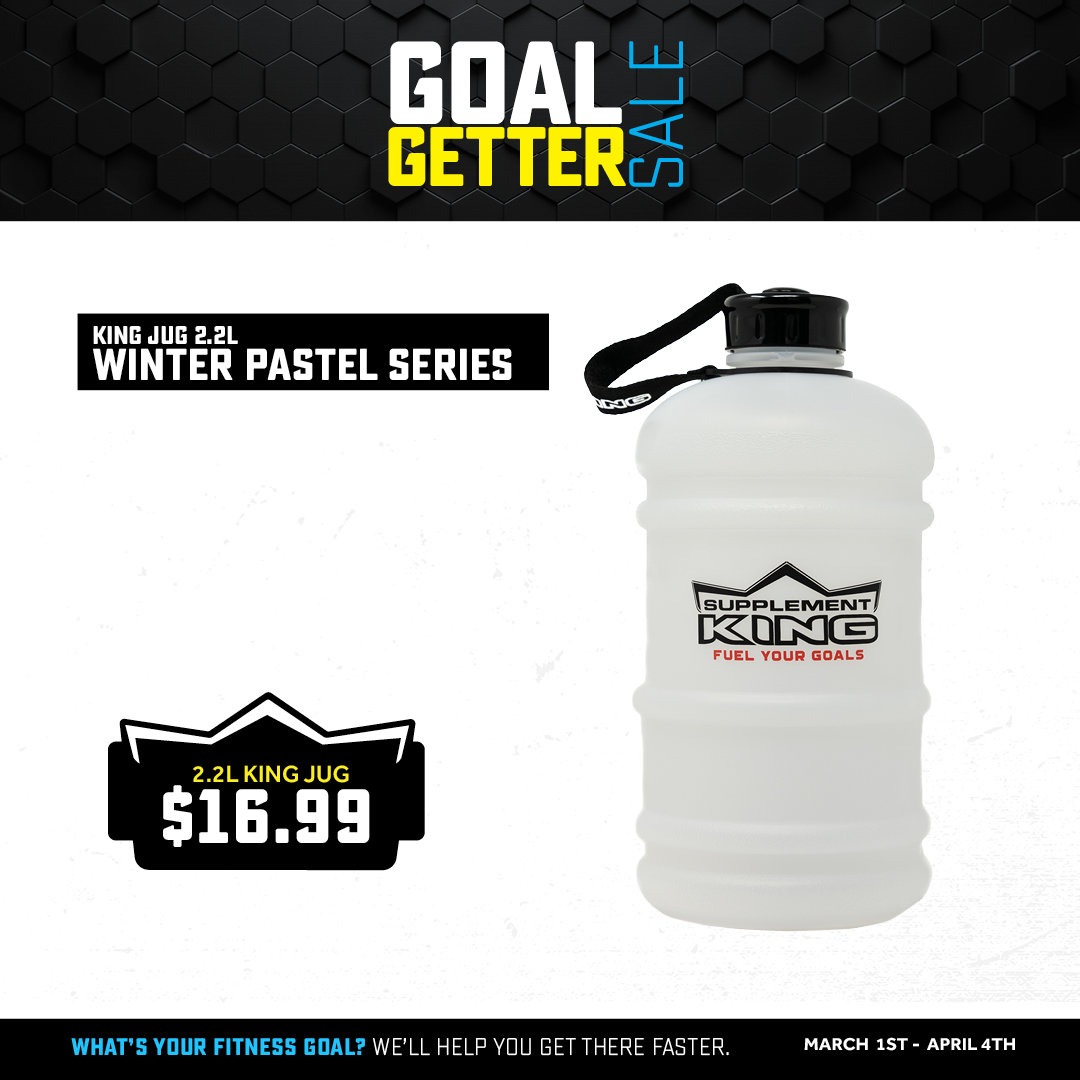 GOAL
GETTER
SALE
KING JUG 2.2L
WINTER PASTEL SERIES
SUPPLEMENT
KING
FUEL YOUR GOALS
2.2L KING JUG
$16.99
WHAT'S YOUR FITNESS GOAL? WE'LL HELP YOU GET THERE FASTER.
MARCH 1ST - APRIL 4TH